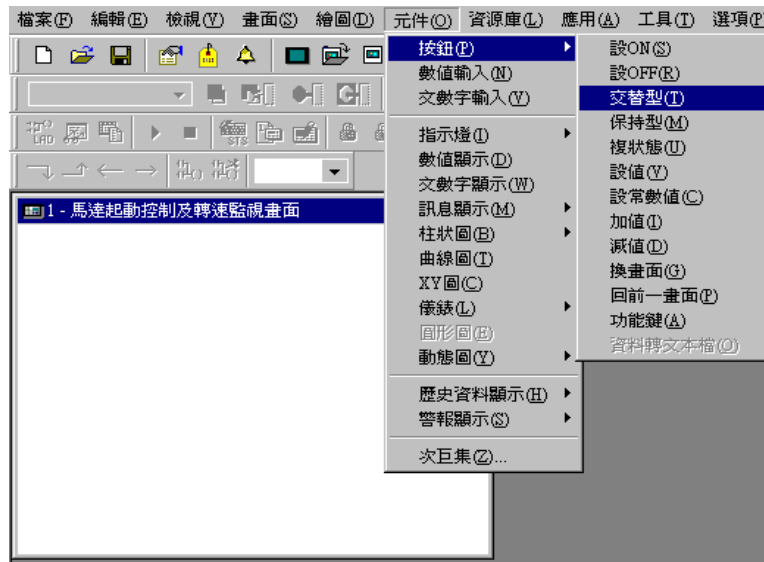 檔案(F) 編輯(E) 檢視(V) 畫面(S) 繪圖(D) 元件(O) 資源庫(L) 應用(A) 工具(T) 選項(P
LAD
STS
1 - 馬達起動控制及轉速監視畫面
按鈕(P)
數值輸入(N)
文數字輸入(V)
指示燈(I)
數值顯示(D)
文數字顯示(W)
訊息顯示(M)
柱狀圖(B)
曲線圖(T)
XY圖(C)
儀錶(L)
圓形圖(E)
動態圖(Y)
歷史資料顯示(H)
警報顯示(S)
次巨集(Z)...
設ON(S)
設OFF(R)
交替型(T)
保持型(M)
複狀態(U)
設值(V)
設常數值(C)
加值(I)
減值(D)
換畫面(G)
回前一畫面(P)
功能鍵(A)
資料轉文本檔(O)